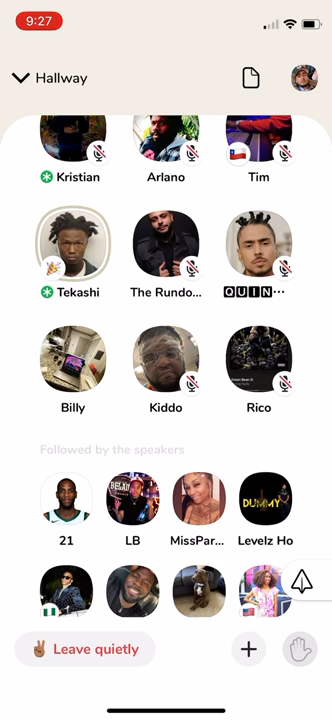 9:27
Hallway
Kristian
Arlano
Tim
Tekashi
The Rundo...
QUIN...
Billy
Kiddo
Rico
Followed by the speakers
DUMMY
21
LB
MissPar...
Levelz Ho
Leave quietly